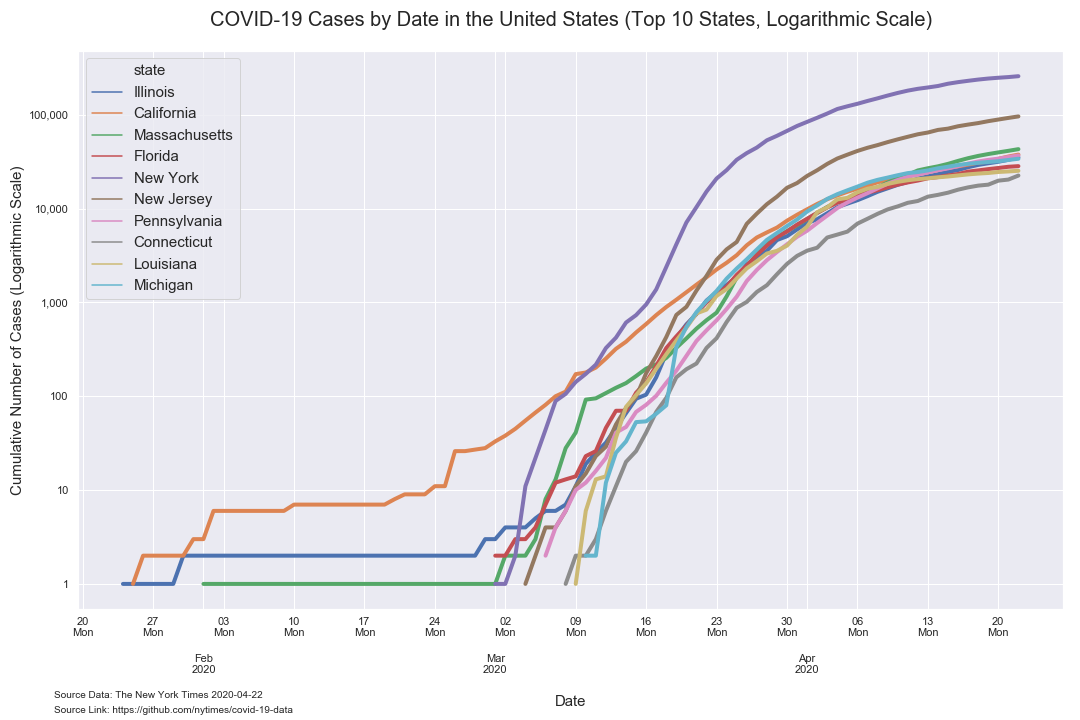 COVID-19 Cases by Date in the United States (Top 10 States, Logarithmic Scale)
state
Illinois
California
Massachusetts
Florida
New York
New Jersey
Pennsylvania
Connecticut
Louisiana
Michigan
Cumulative Number of Cases (Logarithmic Scale)
100,000
10,000
1,000
100
10
1
20 27 03 10 17 24 02 09 16 23 30 06 13 20
Mon Mon Mon Mon Mon Mon Mon Mon Mon Mon Mon Mon Mon Mon
Feb Mar Apr
2020 2020 2020
Date
Source Data: The New York Times 2020-04-22
Source Link: https://github.com/nytimes/covid-19-data